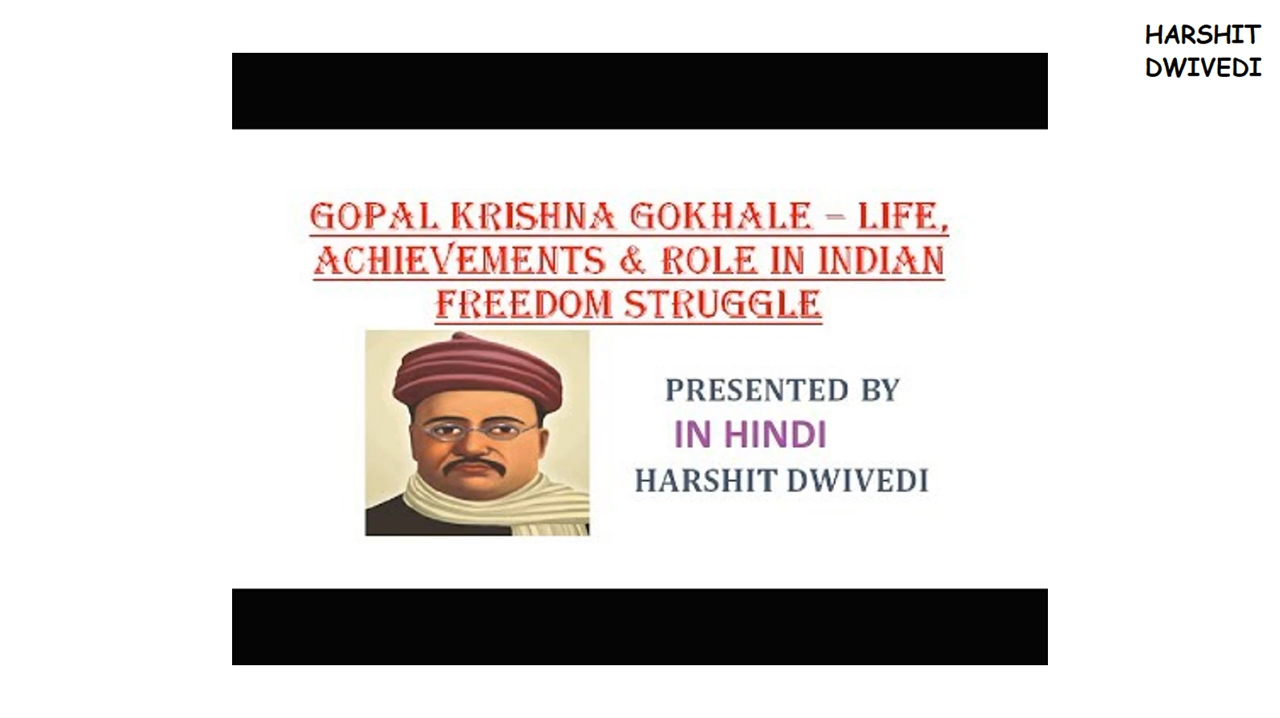 HARSHIT
DWIVEDI
GOPAL KRISHNA GOKHALE – LIFE,
ACHIEVEMENTS & ROLE IN INDIAN
FREEDOM STRUGGLE
PRESENTED BY
IN HINDI
HARSHIT DWIVEDI